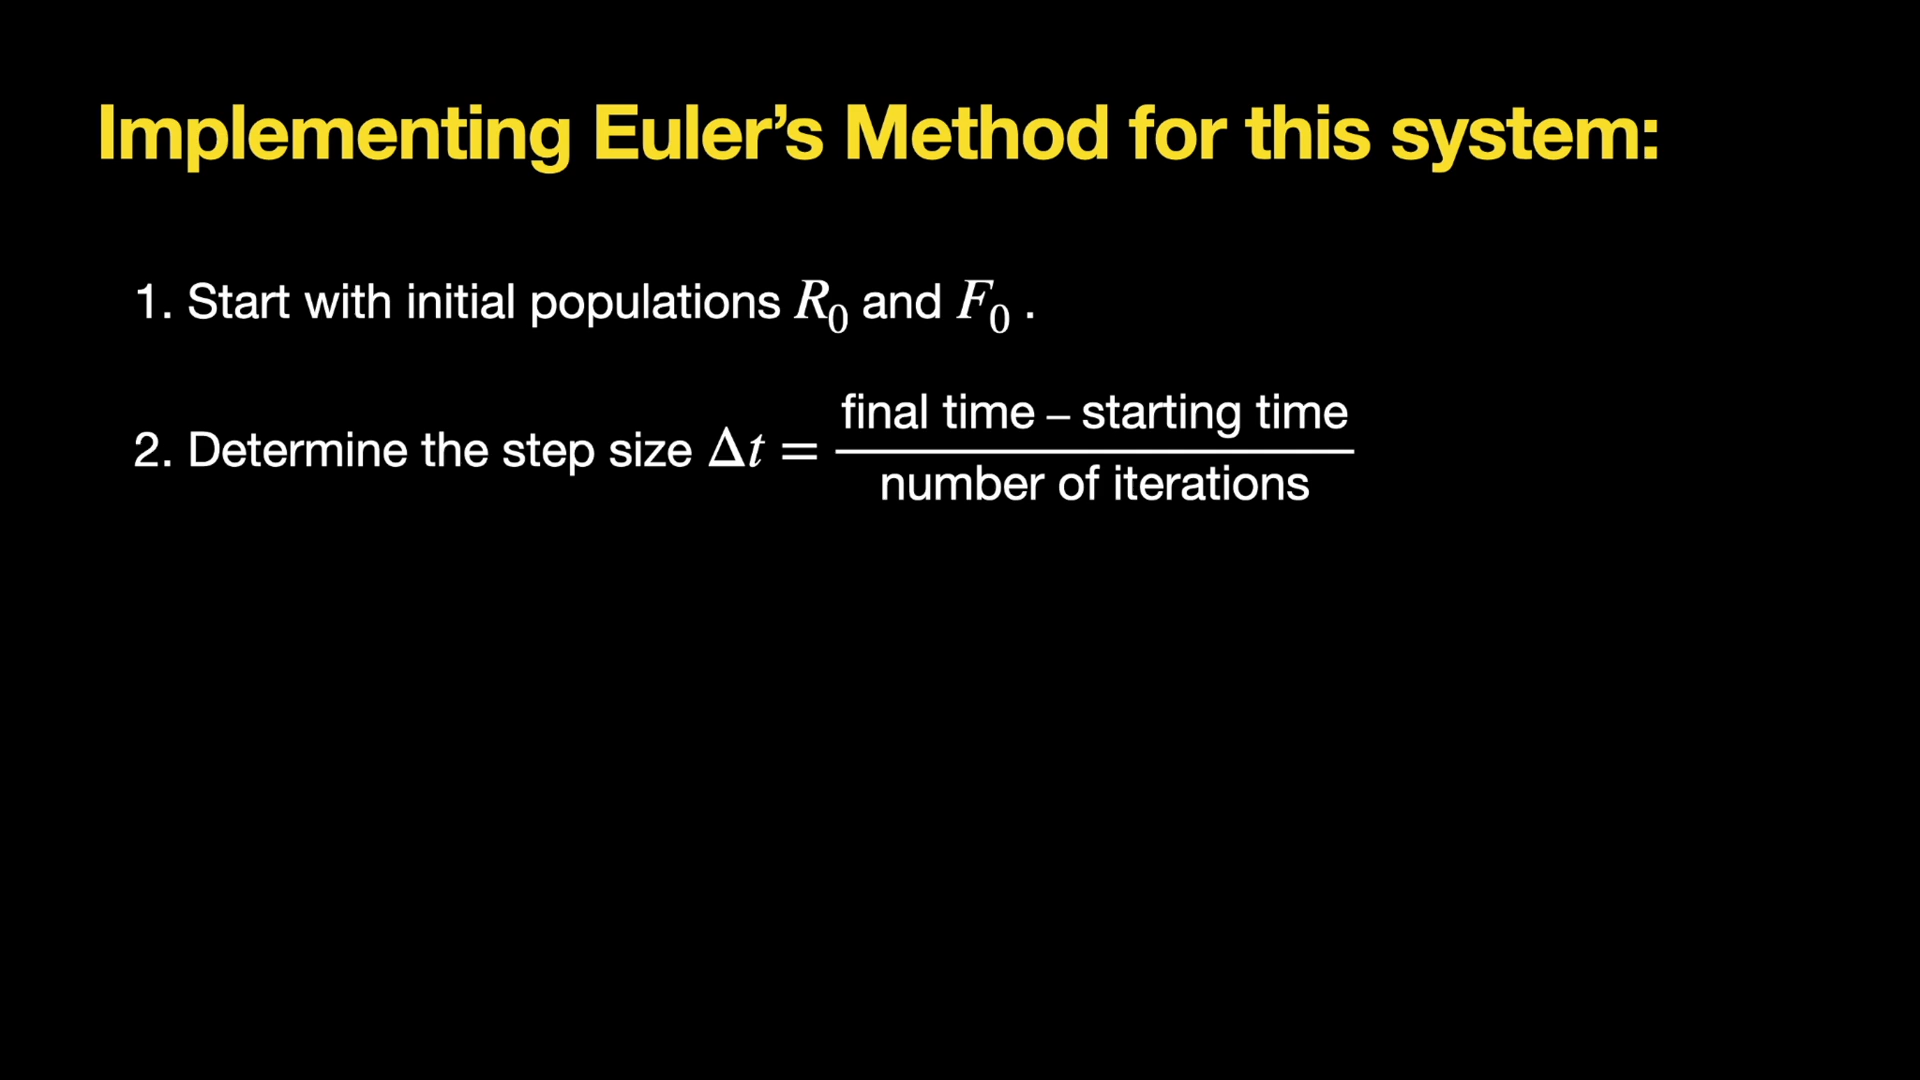 Implementing Euler’s Method for this system:
1. Start with initial populations R₀ and F₀ .
2. Determine the step size Δt = (final time – starting time) / (number of iterations)